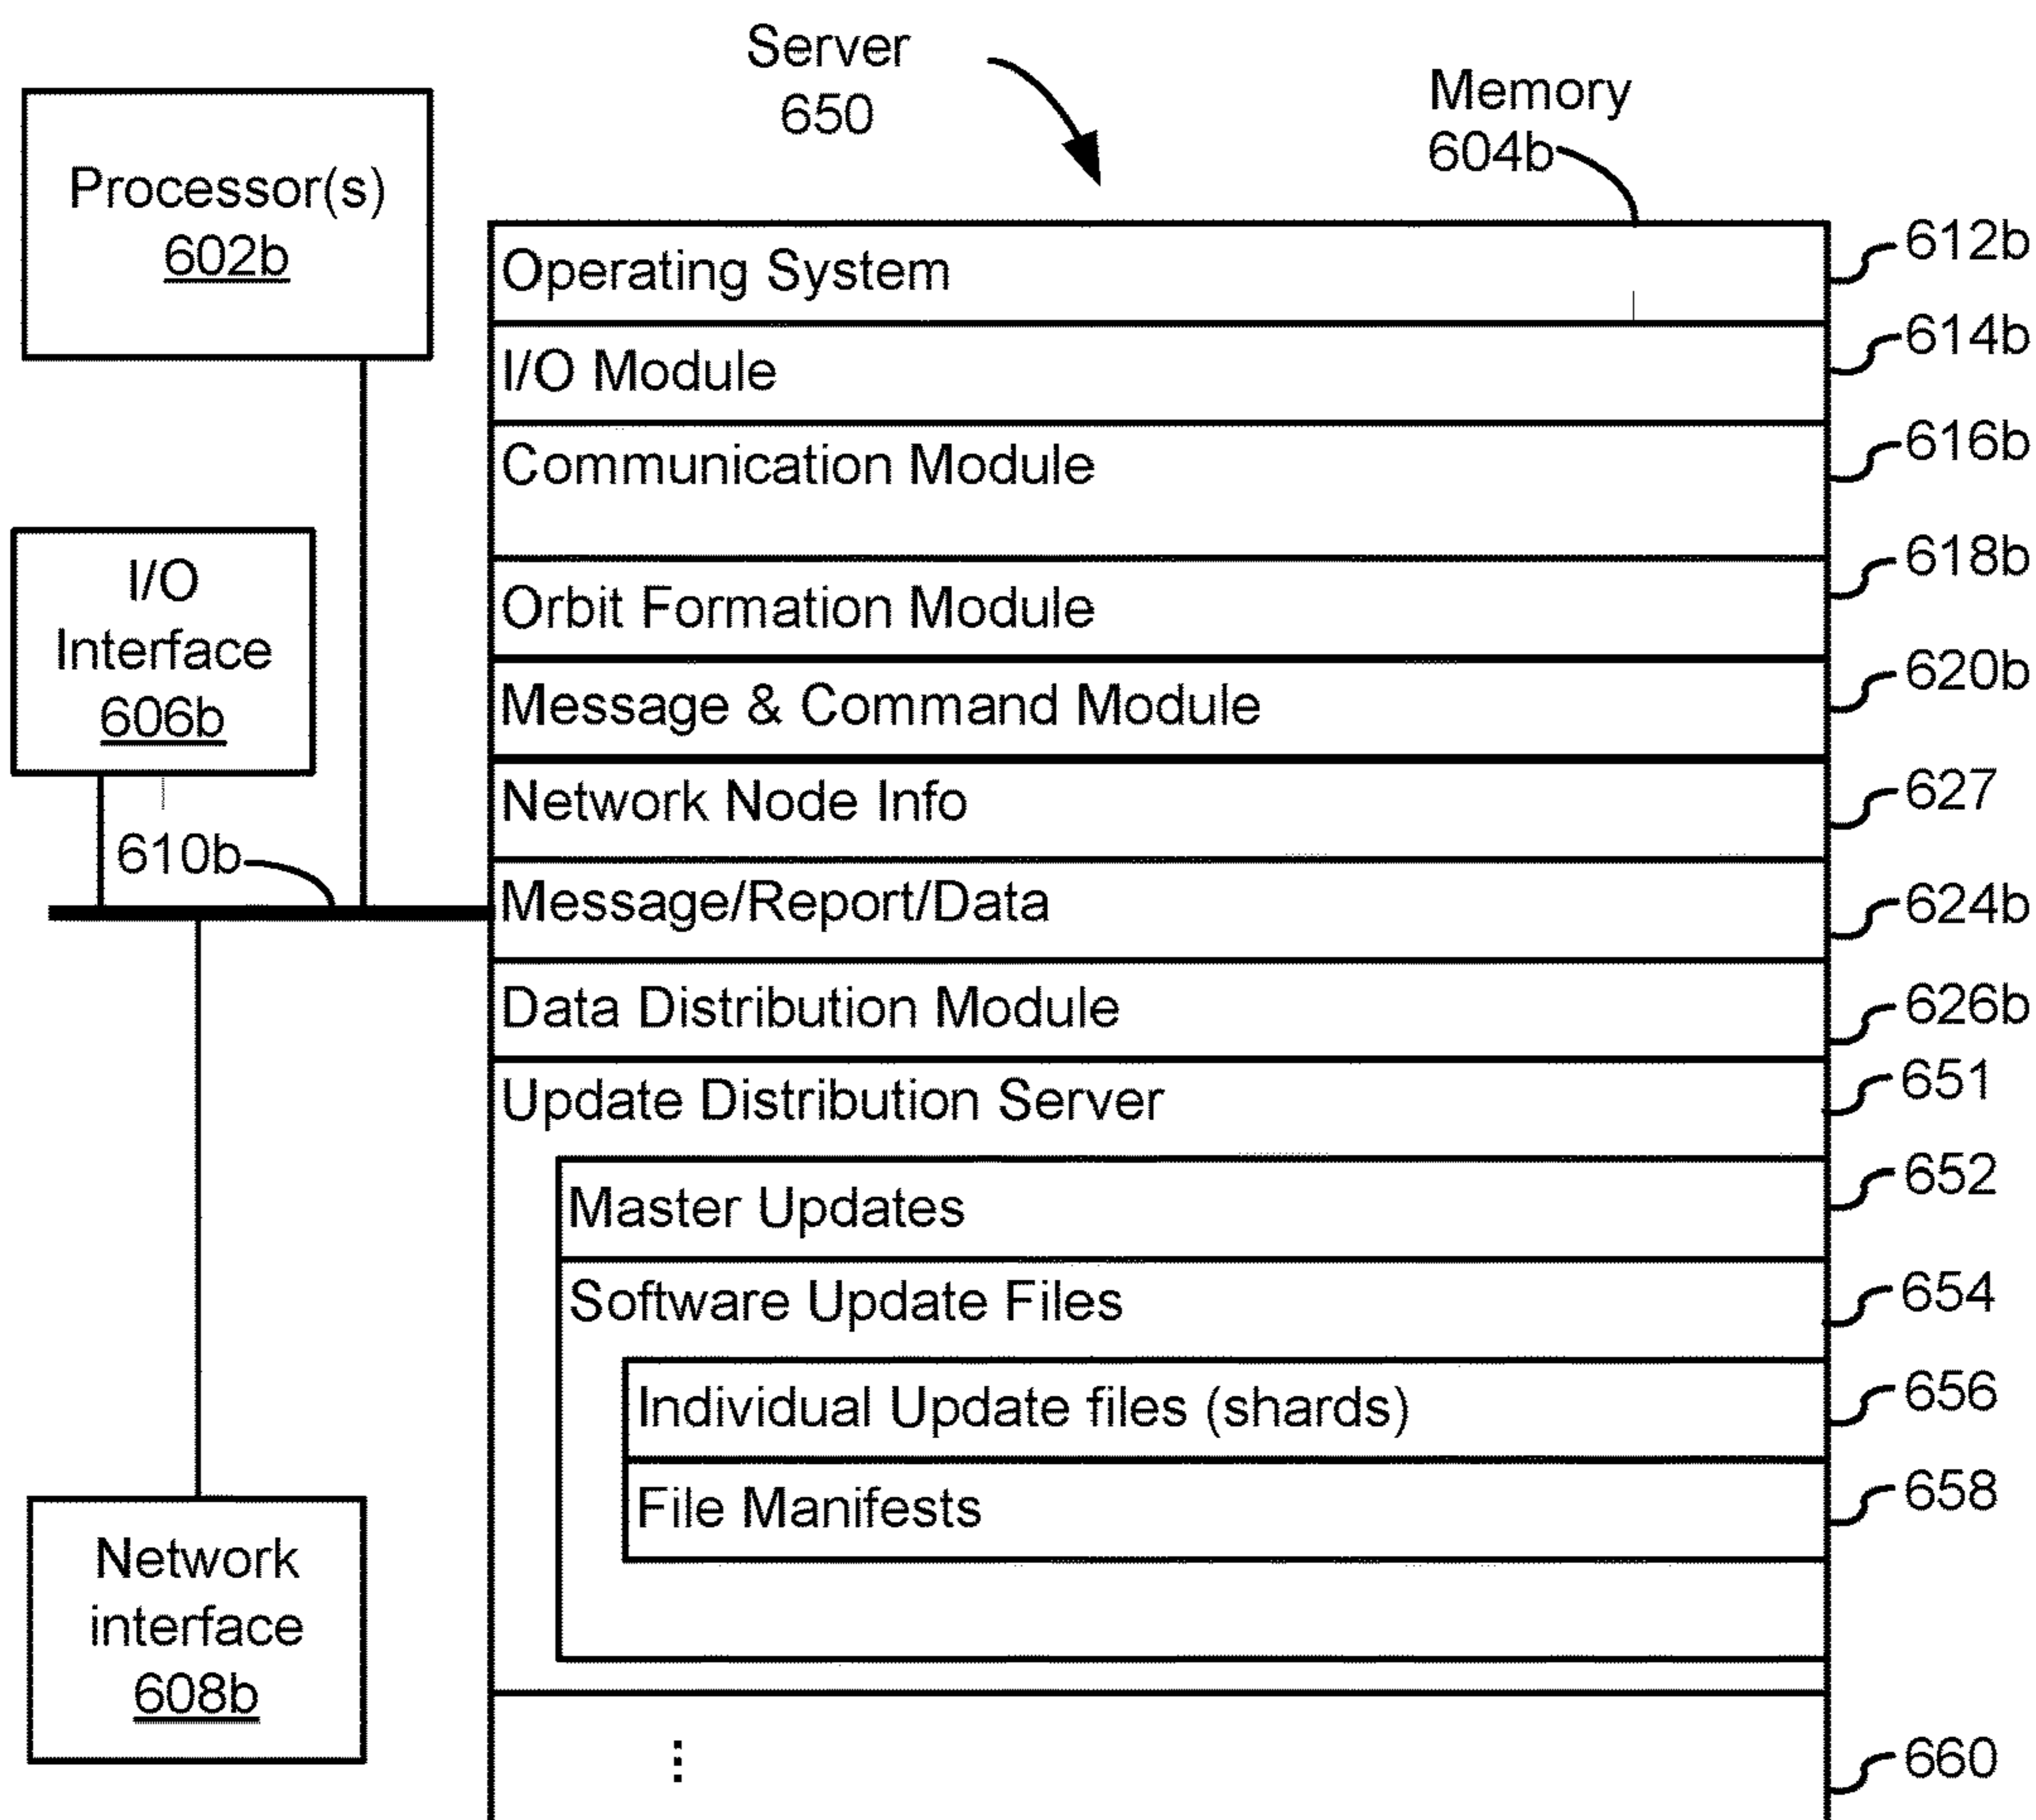 Server
650
Memory
604b
Processor(s)
602b
Operating System
612b
I/O Module
614b
Communication Module
616b
I/O
Interface
606b
Orbit Formation Module
618b
Message & Command Module
620b
Network Node Info
627
610b
Message/Report/Data
624b
Data Distribution Module
626b
Update Distribution Server
651
Master Updates
652
Software Update Files
654
Individual Update files (shards)
656
File Manifests
658
Network
interface
608b
⋮
660